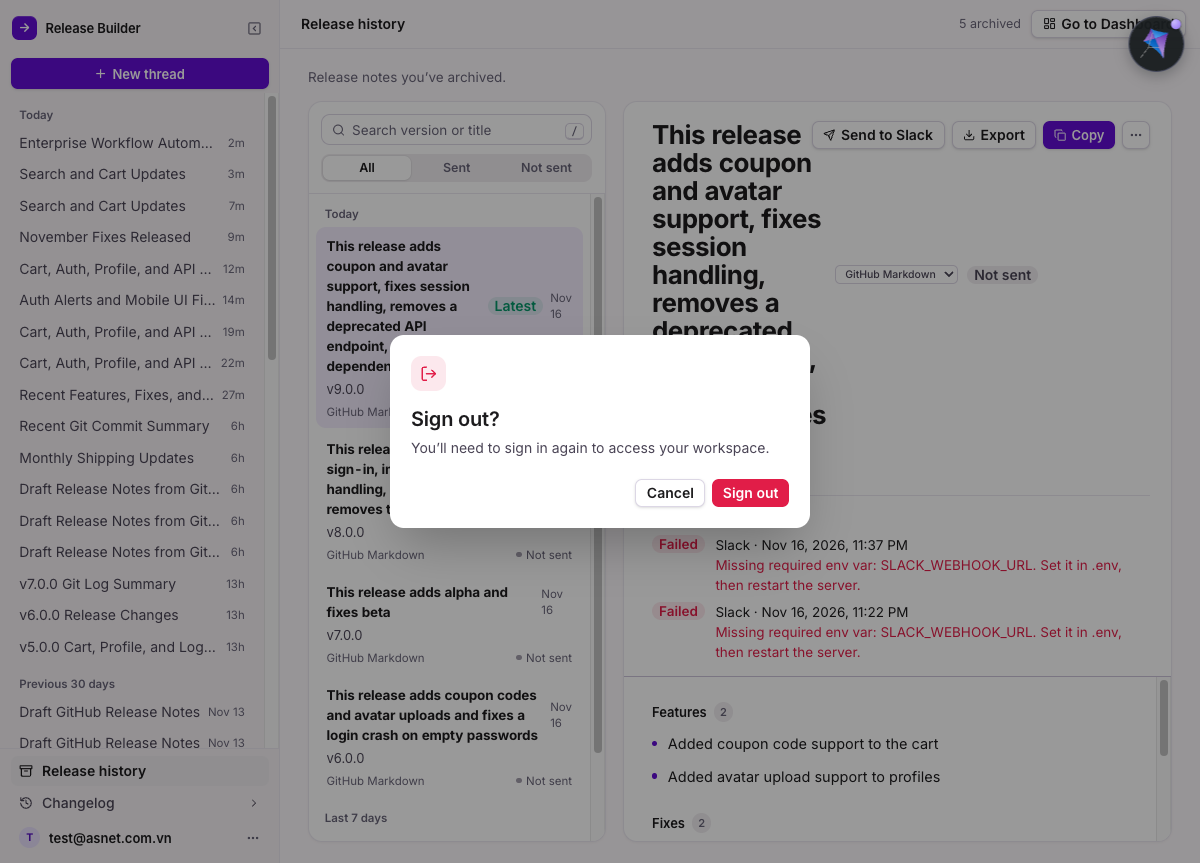 Release Builder
+ New thread
Today
Enterprise Workflow Autom... 2m
Search and Cart Updates 3m
Search and Cart Updates 7m
November Fixes Released 9m
Cart, Auth, Profile, and API ... 12m
Auth Alerts and Mobile UI Fi... 14m
Cart, Auth, Profile, and API ... 19m
Cart, Auth, Profile, and API ... 22m
Recent Features, Fixes, and... 27m
Recent Git Commit Summary 6h
Monthly Shipping Updates 6h
Draft Release Notes from Git... 6h
Draft Release Notes from Git... 6h
Draft Release Notes from Git... 6h
v7.0.0 Git Log Summary 13h
v6.0.0 Release Changes 13h
v5.0.0 Cart, Profile, and Log... 13h
Previous 30 days
Draft GitHub Release Notes Nov 13
Draft GitHub Release Notes Nov 13
Release history
Changelog
T test@asnet.com.vn ...
Release history
5 archived
Go to Dash
Release notes you’ve archived.
Search version or title /
All Sent Not sent
Today
This release adds
coupon and avatar
support, fixes session
handling, removes a
deprecated API
endpoint,
Latest
Nov
16
v9.0.0
This
sign-in,
handling,
removes
v8.0.0
GitHub Markdown Not sent
This release adds alpha and
fixes beta
Nov
16
v7.0.0
GitHub Markdown Not sent
This release adds coupon codes
and avatar uploads and fixes a
login crash on empty passwords
Nov
16
v6.0.0
GitHub Markdown Not sent
Last 7 days
This release
adds coupon
and avatar
support, fixes
session
handling,
removes a
deprecated
Send to Slack
Export
Copy
...
GitHub Markdown
Not sent
Sign out?
You’ll need to sign in again to access your workspace.
Cancel
Sign out
Failed Slack · Nov 16, 2026, 11:37 PM
Missing required env var: SLACK_WEBHOOK_URL. Set it in .env,
then restart the server.
Failed Slack · Nov 16, 2026, 11:22 PM
Missing required env var: SLACK_WEBHOOK_URL. Set it in .env,
then restart the server.
Features 2
• Added coupon code support to the cart
• Added avatar upload support to profiles
Fixes 2